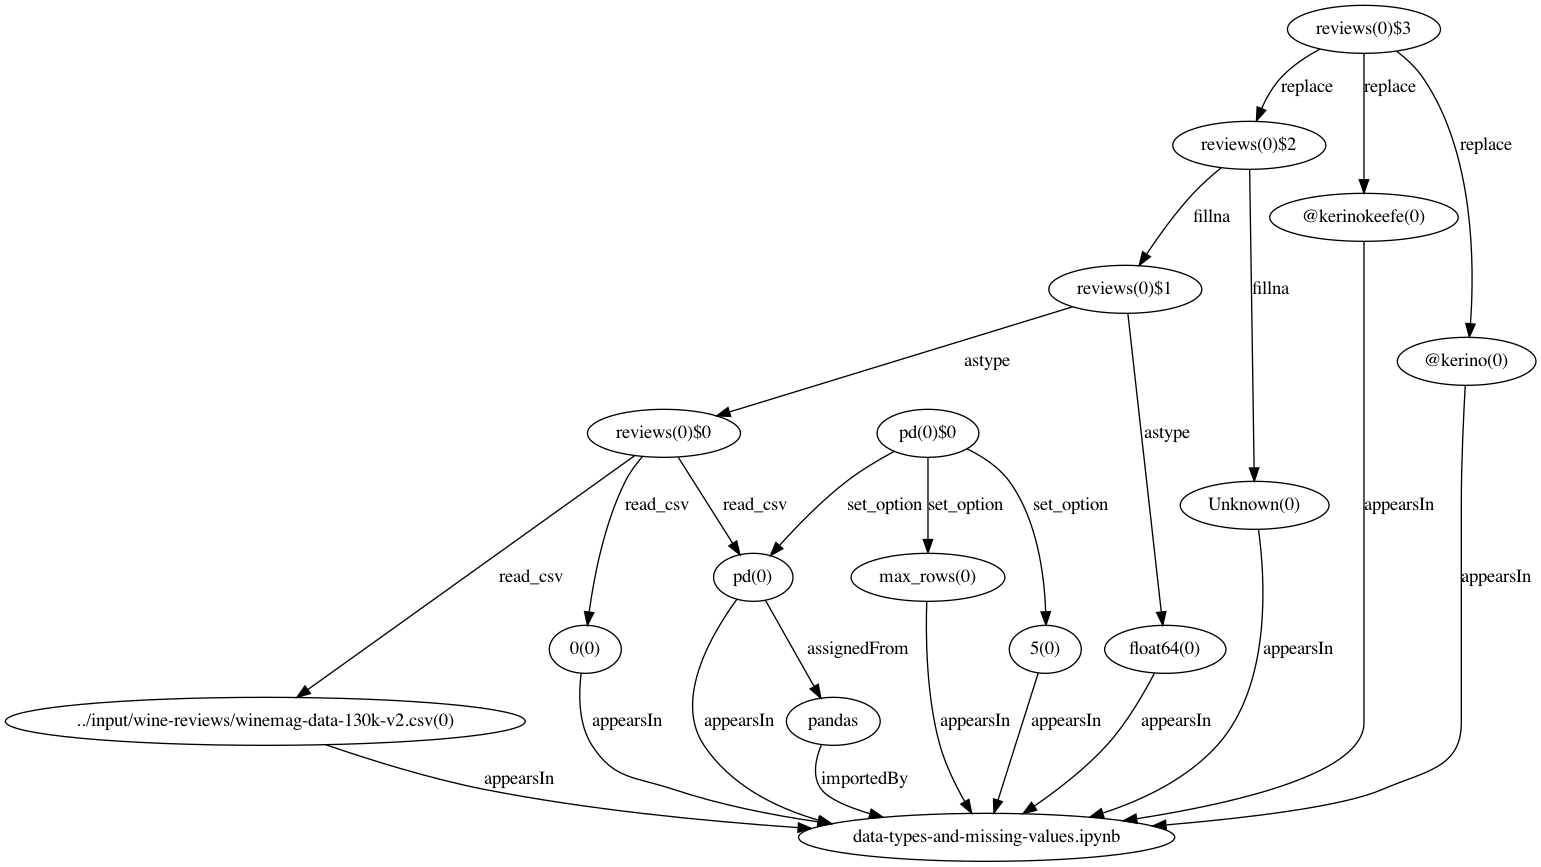 reviews(0)$3
replace
replace
reviews(0)$2
replace
fillna
@kerinokeefe(0)
reviews(0)$1
fillna
astype
@kerino(0)
reviews(0)$0
pd(0)$0
astype
read_csv
read_csv
set_option
set_option
set_option
Unknown(0)
appearsIn
read_csv
pd(0)
max_rows(0)
appearsIn
0(0)
assignedFrom
5(0)
float64(0)
appearsIn
../input/wine-reviews/winemag-data-130k-v2.csv(0)
appearsIn
appearsIn
pandas
appearsIn
appearsIn
appearsIn
appearsIn
importedBy
data-types-and-missing-values.ipynb